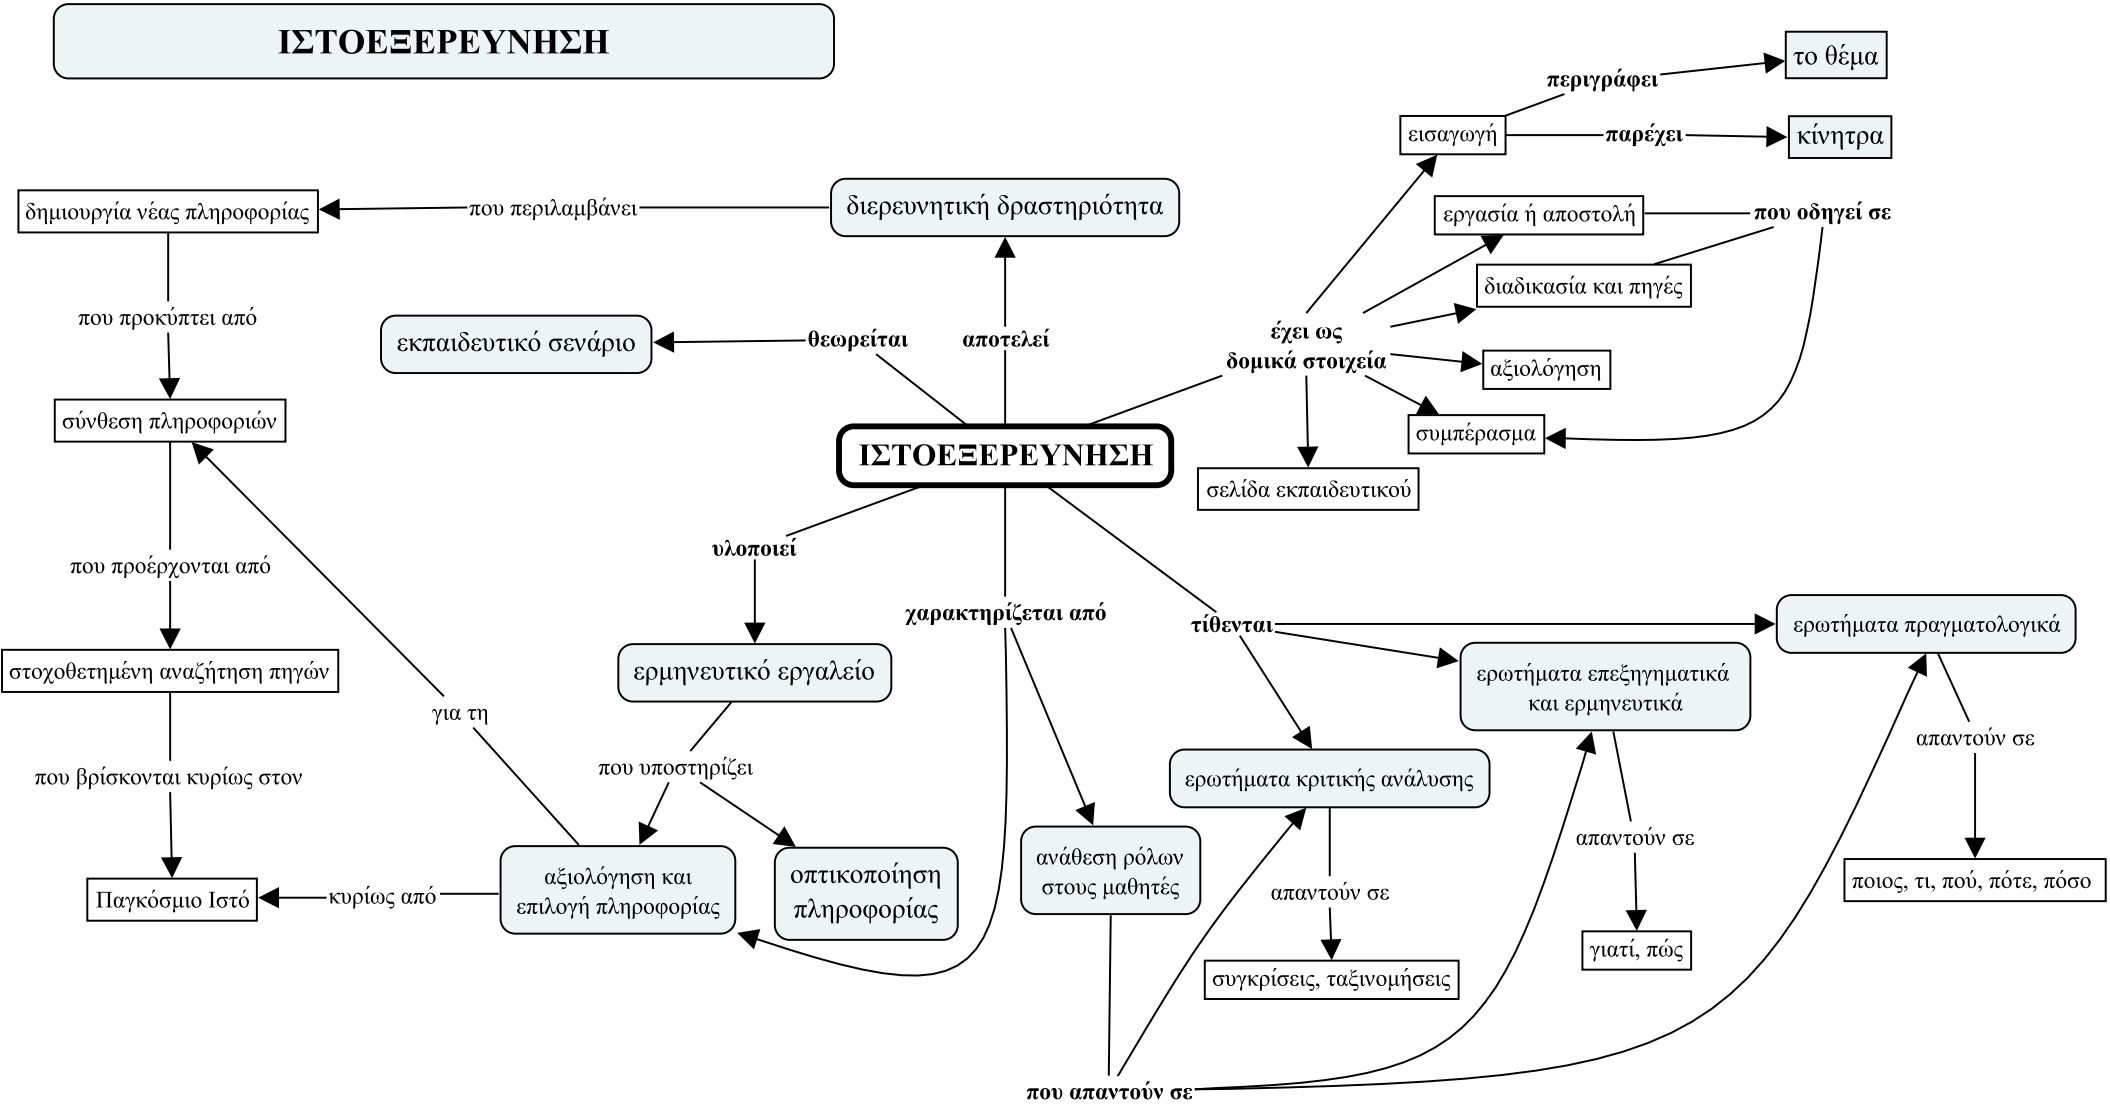 ΙΣΤΟΕΞΕΡΕΥΝΗΣΗ
περιγράφει
το θέμα
εισαγωγή
παρέχει
κίνητρα
δημιουργία νέας πληροφορίας
που περιλαμβάνει
διερευνητική δραστηριότητα
εργασία ή αποστολή
που οδηγεί σε
διαδικασία και πηγές
που προκύπτει από
εκπαιδευτικό σενάριο
θεωρείται
αποτελεί
έχει ως
δομικά στοιχεία
αξιολόγηση
σύνθεση πληροφοριών
συμπέρασμα
ΙΣΤΟΕΞΕΡΕΥΝΗΣΗ
σελίδα εκπαιδευτικού
υλοποιεί
που προέρχονται από
χαρακτηρίζεται από
τίθενται
ερωτήματα πραγματολογικά
στοχοθετημένη αναζήτηση πηγών
ερμηνευτικό εργαλείο
ερωτήματα επεξηγηματικά
και ερμηνευτικά
για τη
απαντούν σε
που βρίσκονται κυρίως στον
που υποστηρίζει
ερωτήματα κριτικής ανάλυσης
απαντούν σε
ανάθεση ρόλων
στους μαθητές
αξιολόγηση και
επιλογή πληροφορίας
οπτικοποίηση
πληροφορίας
ποιος, τι, πού, πότε, πόσο
Παγκόσμιο Ιστό
κυρίως από
απαντούν σε
γιατί, πώς
συγκρίσεις, ταξινομήσεις
που απαντούν σε